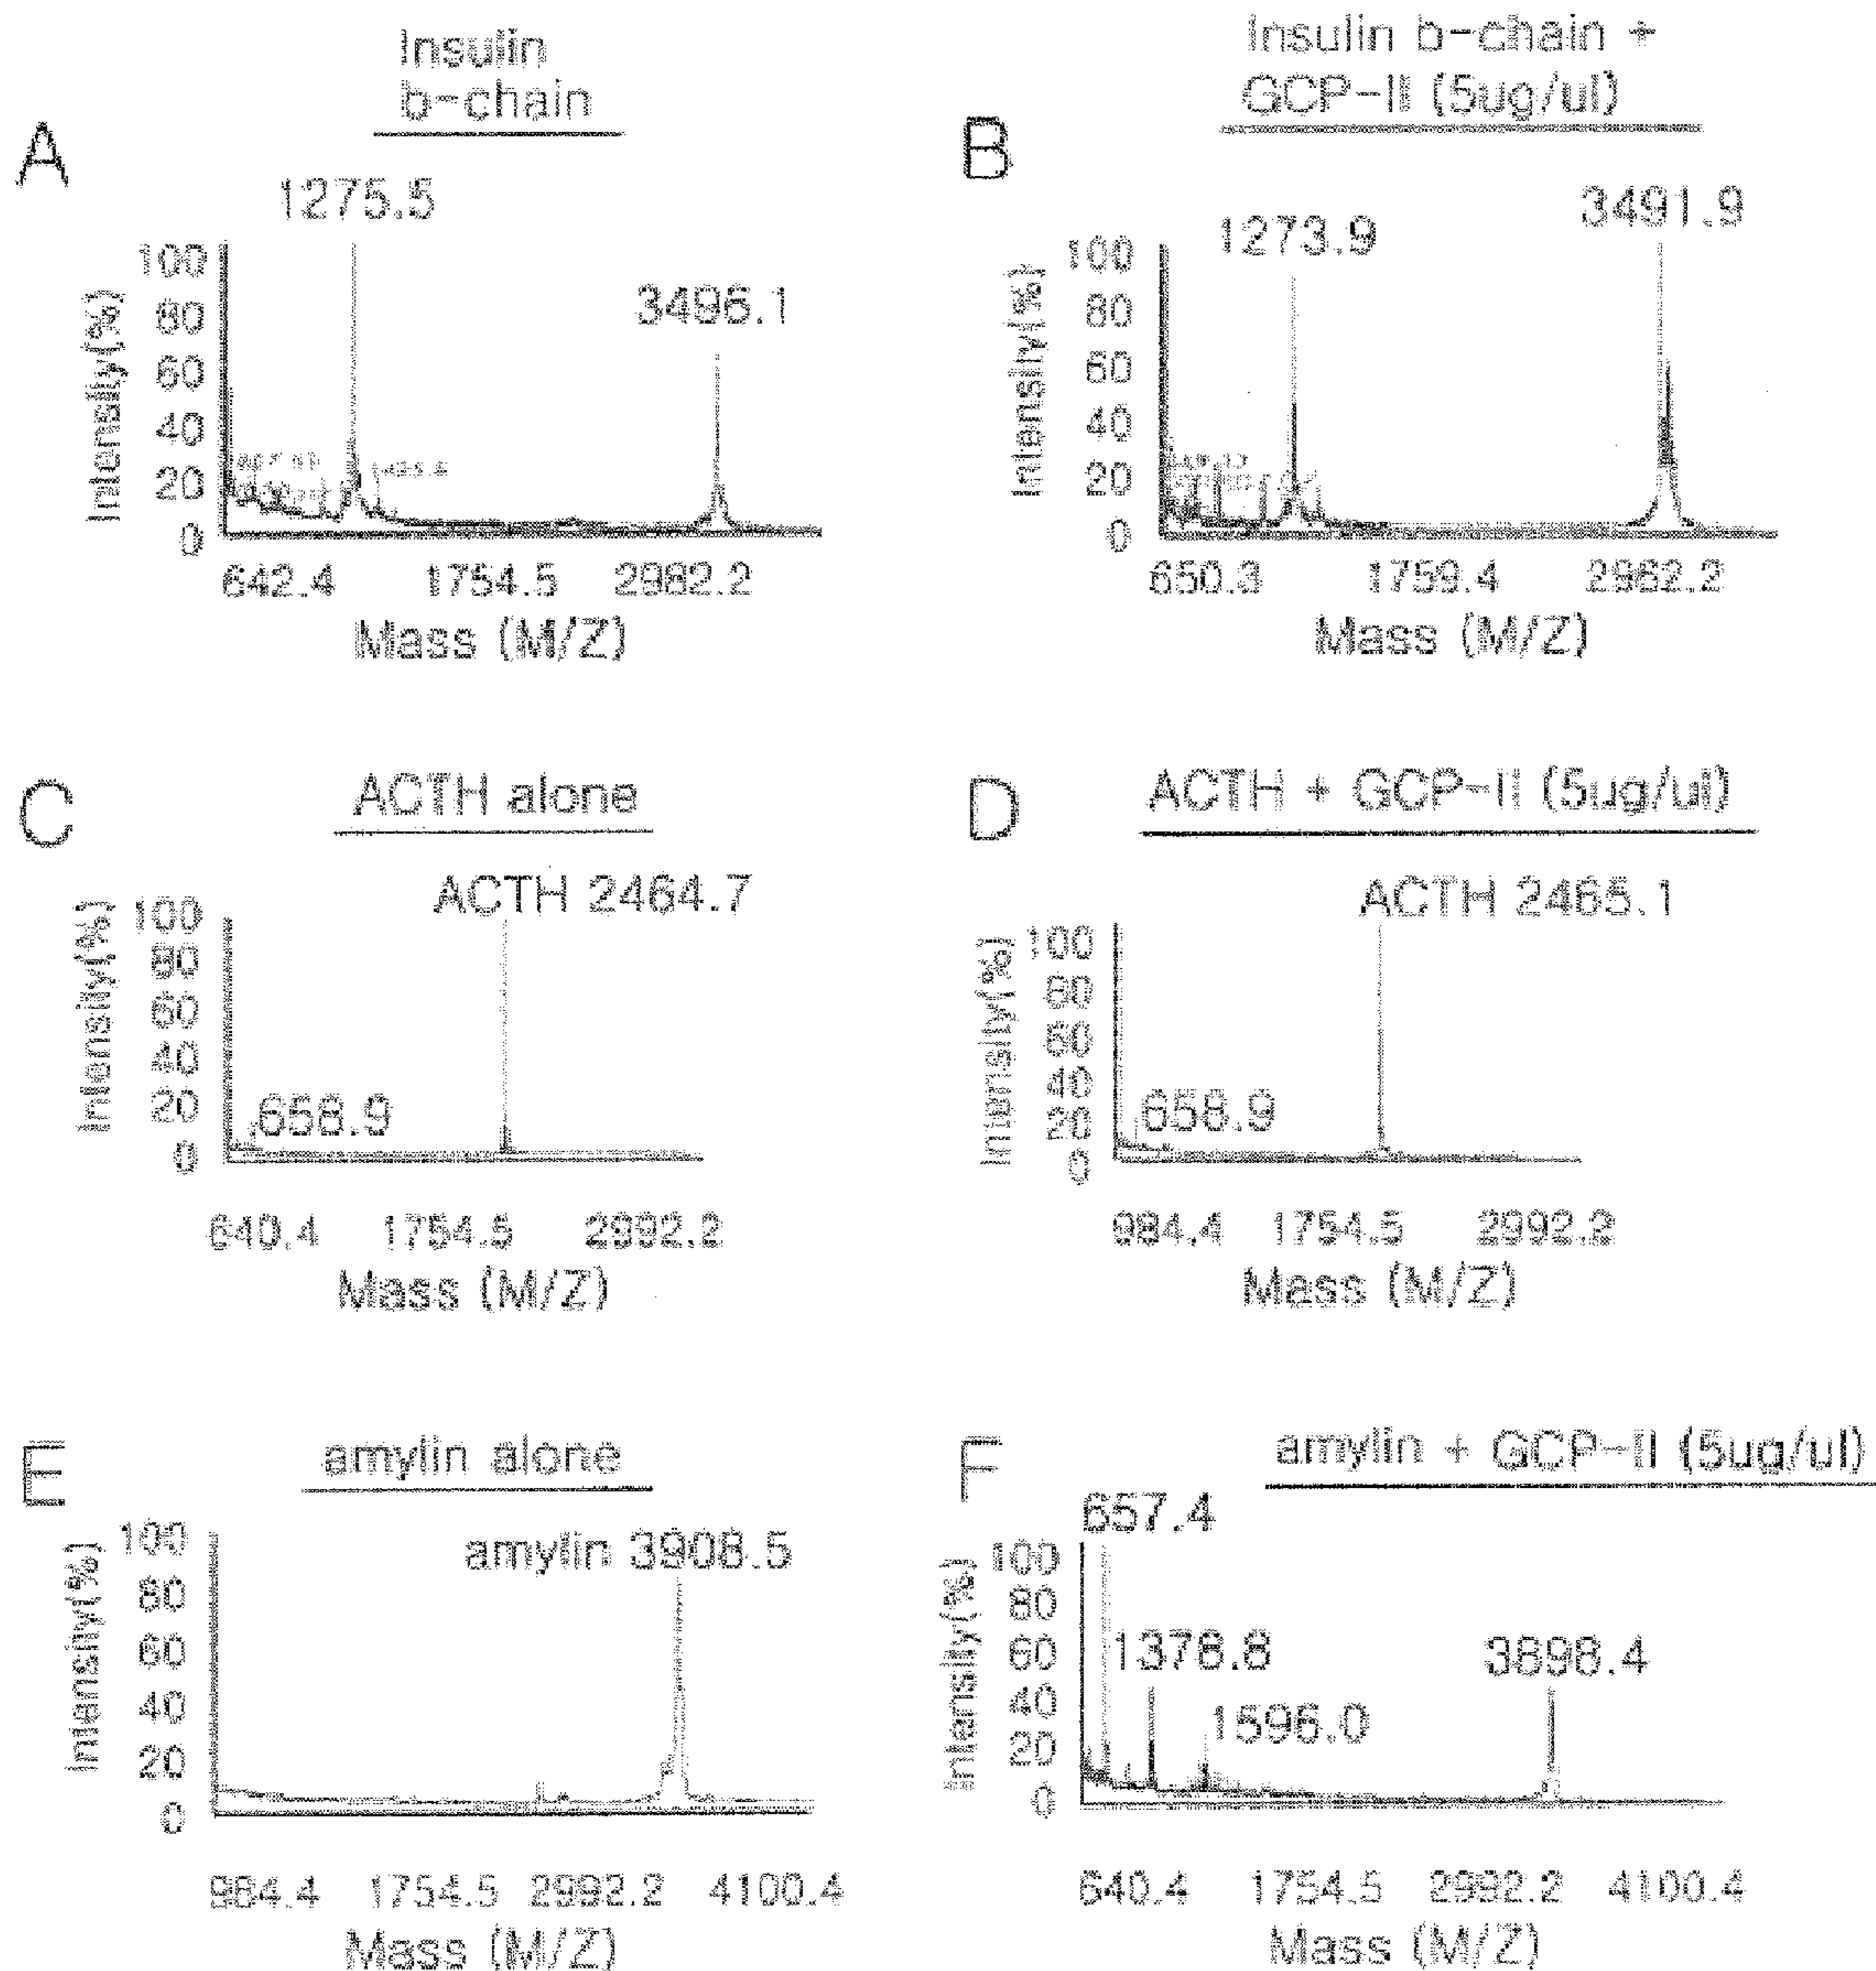 A
Insulin
b-chain
1275.5
3496.1
Intensity(%)
100
80
60
40
20
0
642.4 1754.5 2982.2
Mass (M/Z)
B
Insulin b-chain +
GCP-II (5ug/ul)
1273.9
3491.9
Intensity(%)
100
80
60
40
20
0
650.3 1759.4 2962.2
Mass (M/Z)
C
ACTH alone
ACTH 2464.7
658.9
Intensity(%)
100
80
60
40
20
0
640.4 1754.5 2992.2
Mass (M/Z)
D
ACTH + GCP-II (5ug/ul)
ACTH 2465.1
658.9
Intensity(%)
100
80
60
40
20
0
984.4 1754.5 2992.2
Mass (M/Z)
E
amylin alone
amylin 3908.5
Intensity(%)
100
80
60
40
20
0
984.4 1754.5 2992.2 4100.4
Mass (M/Z)
F
amylin + GCP-II (5ug/ul)
657.4
1378.8
1596.0
3898.4
Intensity(%)
100
80
60
40
20
0
640.4 1754.5 2992.2 4100.4
Mass (M/Z)